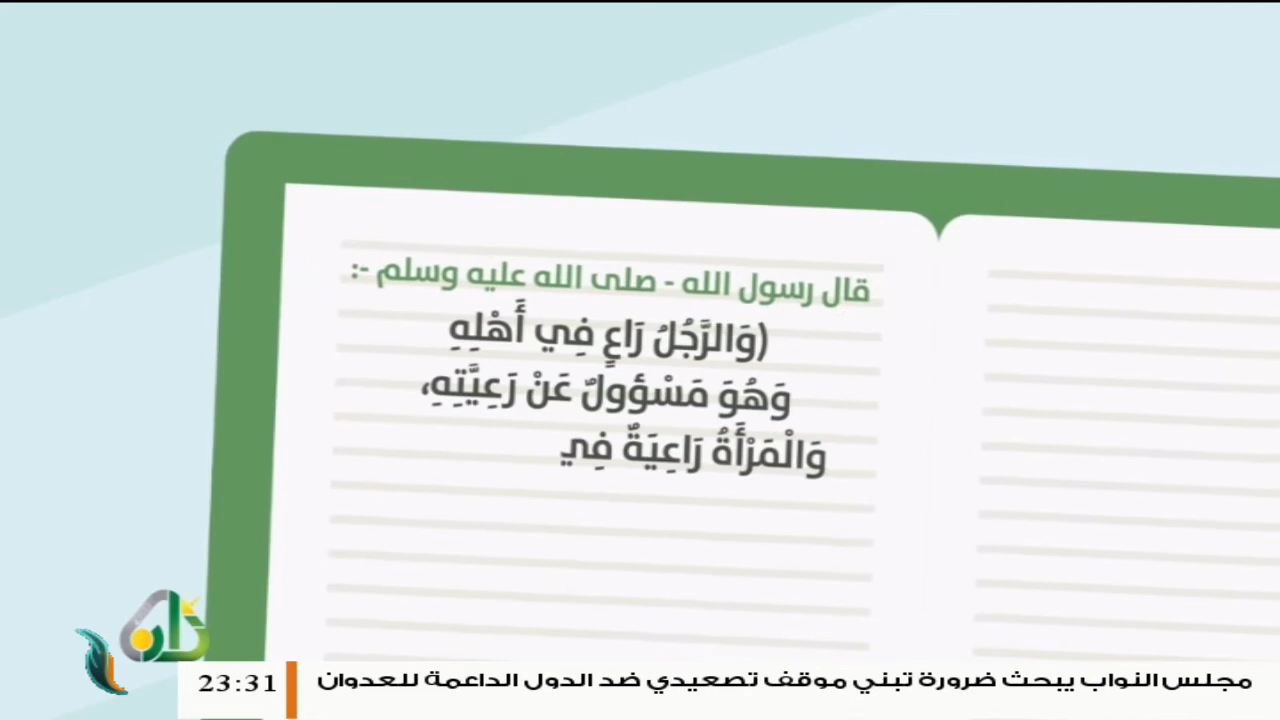 قال رسول الله - صلى الله عليه وسلم -:
(وَالرَّجُلُ رَاعٍ فِي أَهْلِهِ
وَهُوَ مَسْؤُولٌ عَنْ رَعِيَّتِهِ،
وَالْمَرْأَةُ رَاعِيَةٌ فِي
مجلس النواب يبحث ضرورة تبني موقف تصعيدي ضد الدول الداعمة للعدوان
23:31